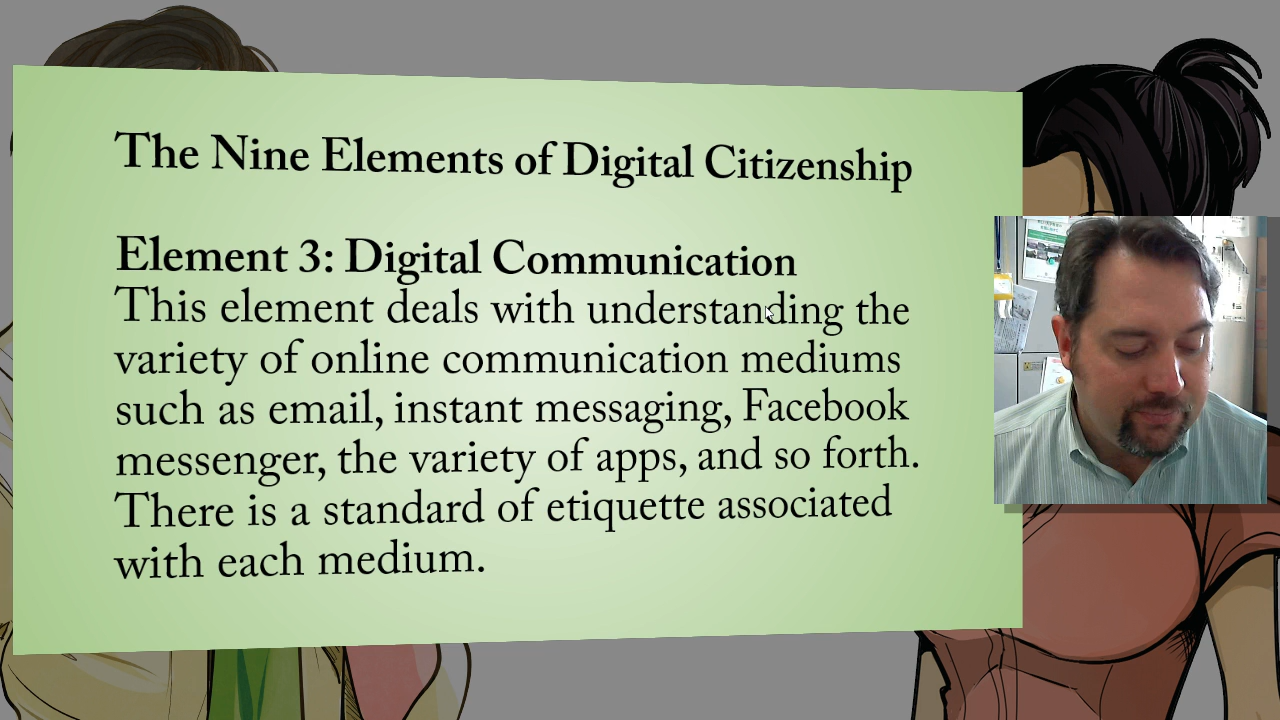 The Nine Elements of Digital Citizenship
Element 3: Digital Communication
This element deals with understanding the
variety of online communication mediums
such as email, instant messaging, Facebook
messenger, the variety of apps, and so forth.
There is a standard of etiquette associated
with each medium.